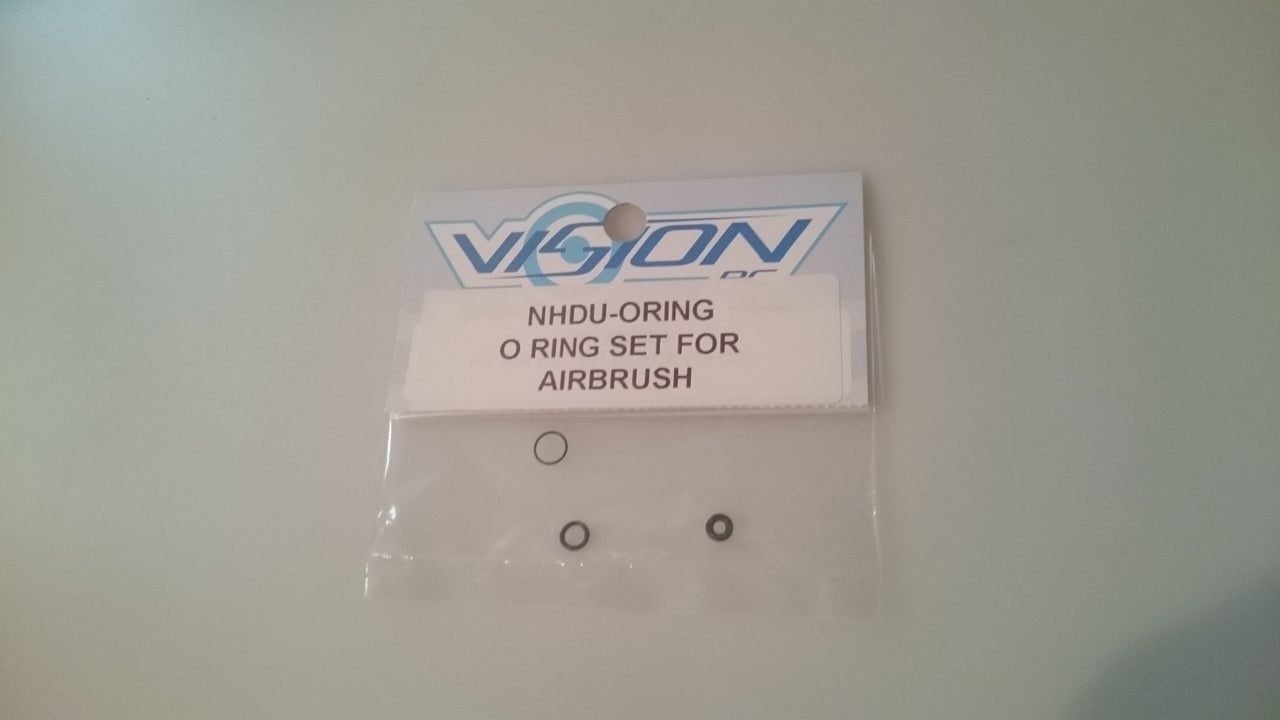 VISION
RC
NHDU-ORING
O RING SET FOR
AIRBRUSH